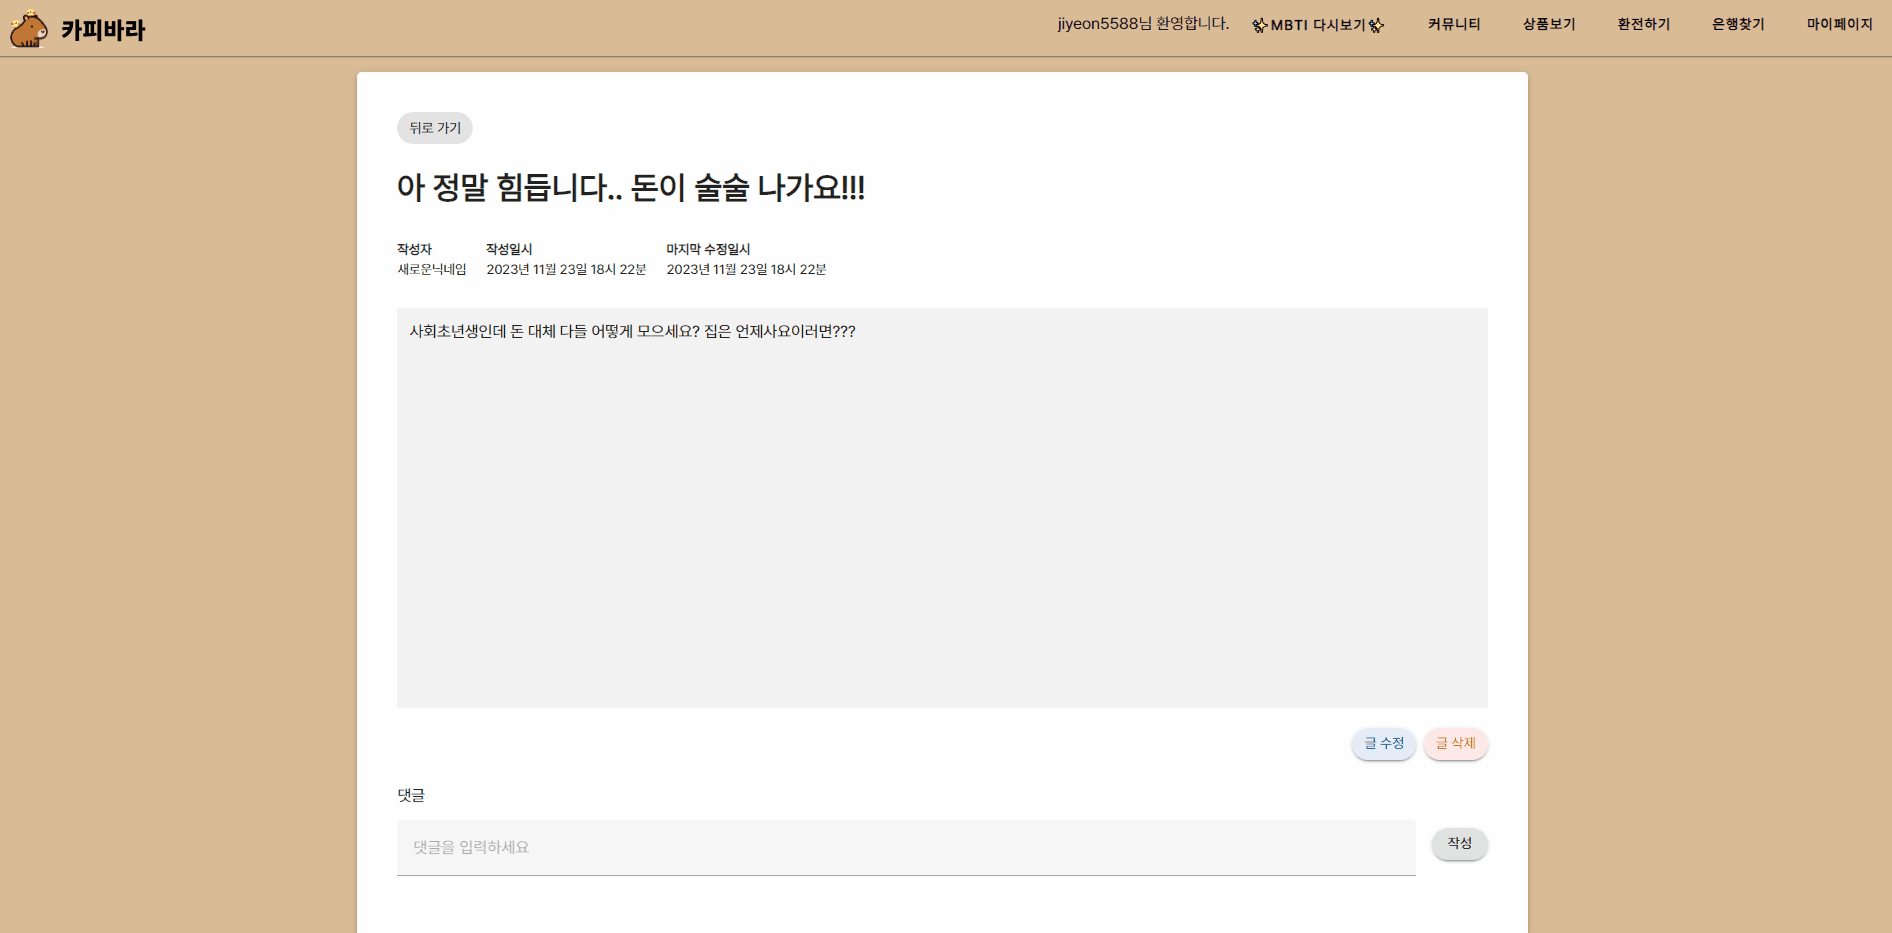 카피바라
jiyeon5588님 환영합니다.
✨MBTI 다시보기✨
커뮤니티
상품보기
환전하기
은행찾기
마이페이지
뒤로 가기
아 정말 힘듭니다.. 돈이 술술 나가요!!!
작성자
새로운닉네임
작성일시
2023년 11월 23일 18시 22분
마지막 수정일시
2023년 11월 23일 18시 22분
사회초년생인데 돈 대체 다들 어떻게 모으세요? 집은 언제사요이러면???
글 수정
글 삭제
댓글
댓글을 입력하세요
작성